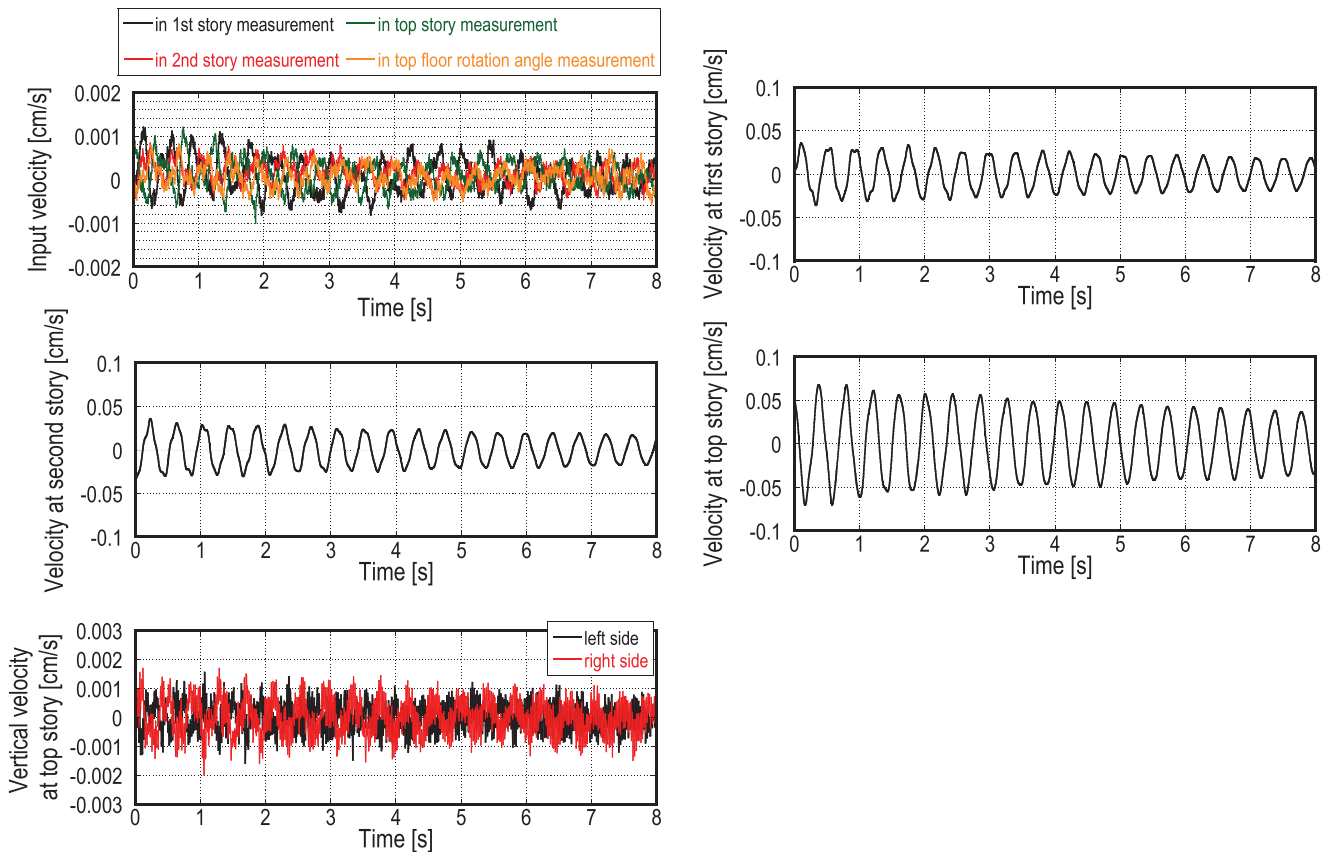 in 1st story measurement in top story measurement
in 2nd story measurement in top floor rotation angle measurement
Input velocity [cm/s]
0.002
0.001
0
-0.001
-0.002
0 1 2 3 4 5 6 7 8
Time [s]
Velocity at first story [cm/s]
0.1
0.05
0
-0.05
-0.1
0 1 2 3 4 5 6 7 8
Time [s]
Velocity at second story [cm/s]
0.1
0.05
0
-0.05
-0.1
0 1 2 3 4 5 6 7 8
Time [s]
Velocity at top story [cm/s]
0.1
0.05
0
-0.05
-0.1
0 1 2 3 4 5 6 7 8
Time [s]
Vertical velocity
at top story [cm/s]
0.003
0.002
0.001
0
-0.001
-0.002
-0.003
left side
right side
0 1 2 3 4 5 6 7 8
Time [s]